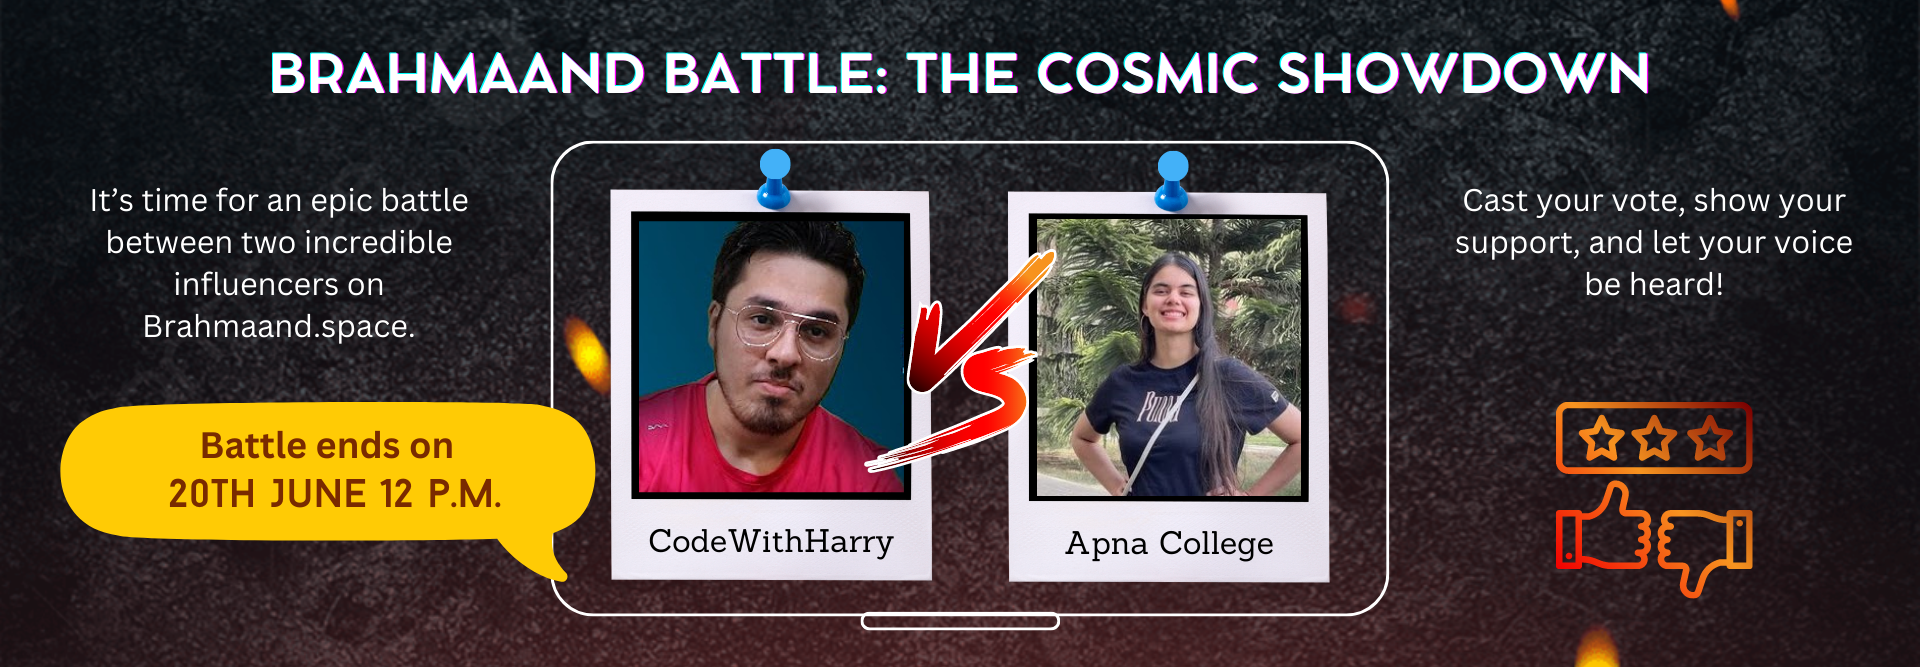 BRAHMAAND BATTLE: THE COSMIC SHOWDOWN
It’s time for an epic battle
between two incredible
influencers on
Brahmaand.space.
Battle ends on
20TH JUNE 12 P.M.
VS
PUMA
CodeWithHarry
Apna College
Cast your vote, show your
support, and let your voice
be heard!